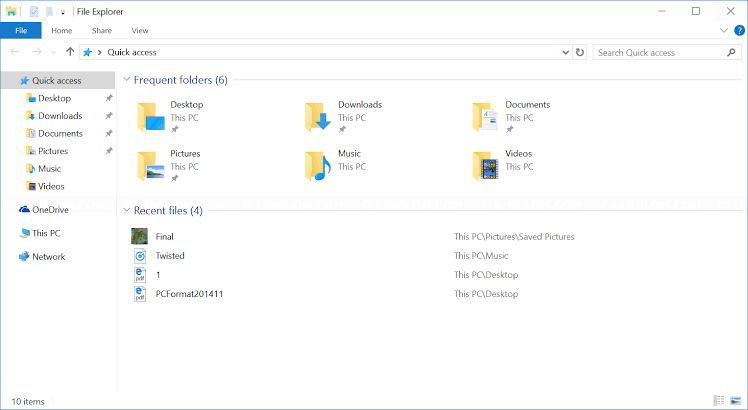 File Explorer
File Home Share View
Quick access Search Quick access
Quick access
Desktop
Downloads
Documents
Pictures
Music
Videos
OneDrive
This PC
Network
Frequent folders (6)
Desktop
This PC
Downloads
This PC
Documents
This PC
Pictures
This PC
Music
This PC
Videos
This PC
Recent files (4)
Final This PC\Pictures\Saved Pictures
Twisted This PC\Music
1 This PC\Desktop
PCFormat201411 This PC\Desktop
10 items